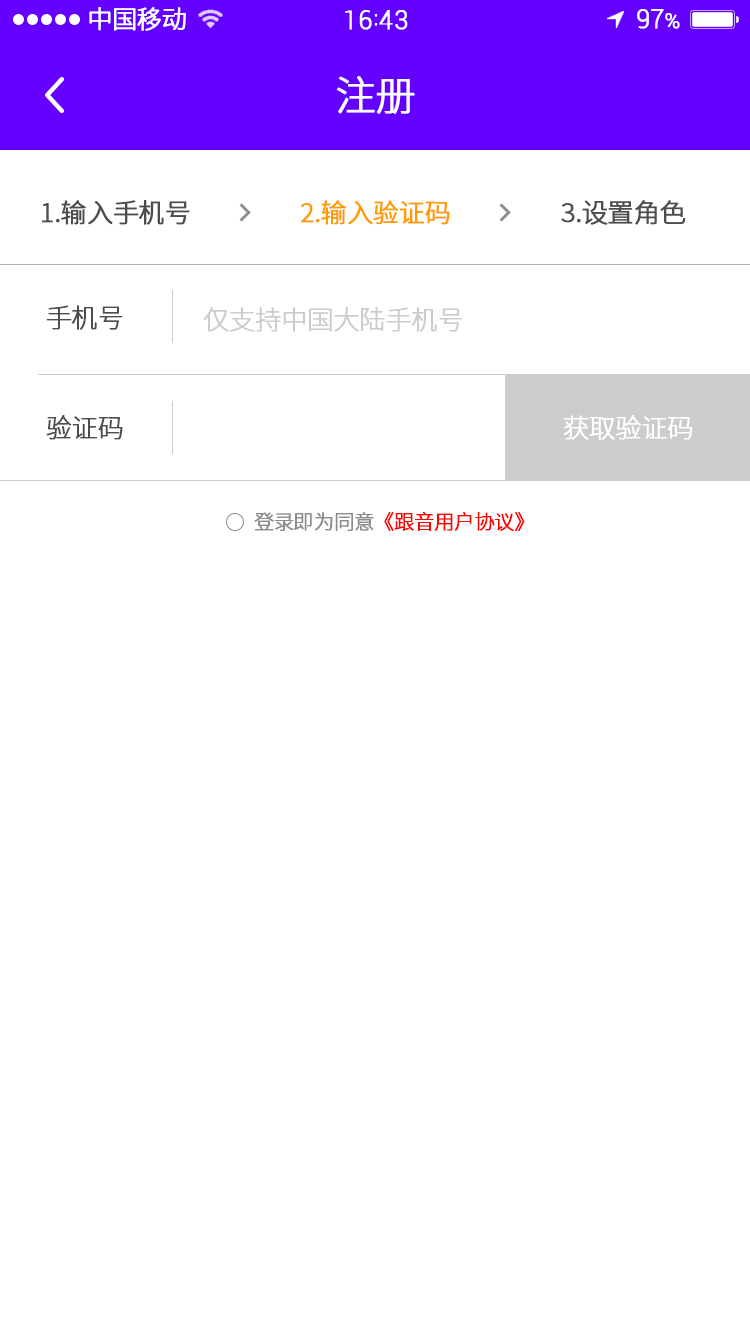 中国移动 16:43 97%
注册
1.输入手机号 > 2.输入验证码 > 3.设置角色
手机号 仅支持中国大陆手机号
验证码 获取验证码
登录即为同意《跟音用户协议》